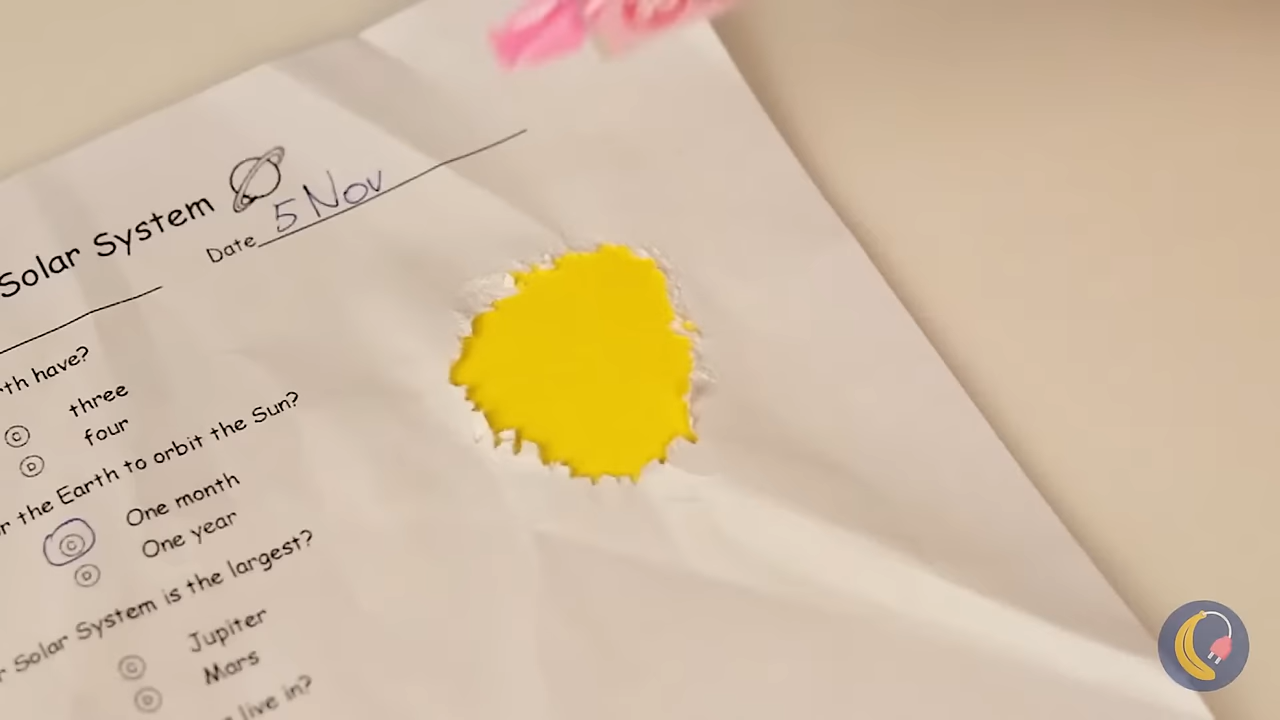 Solar System
Date 5 Nov
have?
C three
D four
the Earth to orbit the Sun?
C One month
D One year
Solar System is the largest?
C Jupiter
D Mars
live in?